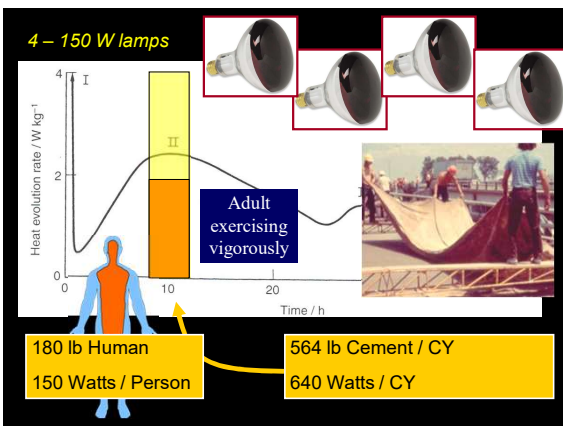 4 – 150 W lamps
Heat evolution rate / W kg⁻¹
4
2
0
I
II
Adult
exercising
vigorously
0
10
20
Time / h
180 lb Human
150 Watts / Person
564 lb Cement / CY
640 Watts / CY